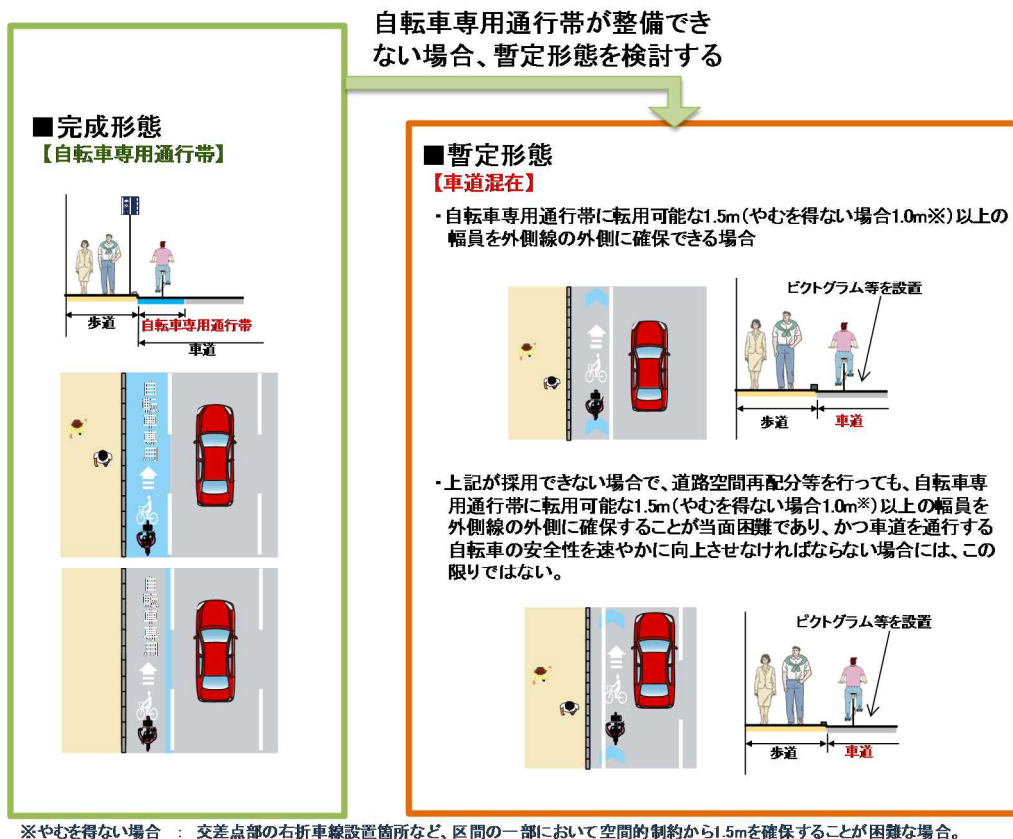 自転車専用通行帯が整備でき
ない場合、暫定形態を検討する
■完成形態
【自転車専用通行帯】
歩道
自転車専用通行帯
車道
■暫定形態
【車道混在】
・自転車専用通行帯に転用可能な1.5m(やむを得ない場合1.0m※)以上の
幅員を外側線の外側に確保できる場合
ピクトグラム等を設置
歩道
車道
・上記が採用できない場合で、道路空間再配分等を行っても、自転車専
用通行帯に転用可能な1.5m(やむを得ない場合1.0m※)以上の幅員を
外側線の外側に確保することが当面困難であり、かつ車道を通行する
自転車の安全性を速やかに向上させなければならない場合には、この
限りではない。
ピクトグラム等を設置
歩道
車道
※やむを得ない場合 : 交差点部の右折車線設置箇所など、区間の一部において空間的制約から1.5mを確保することが困難な場合。